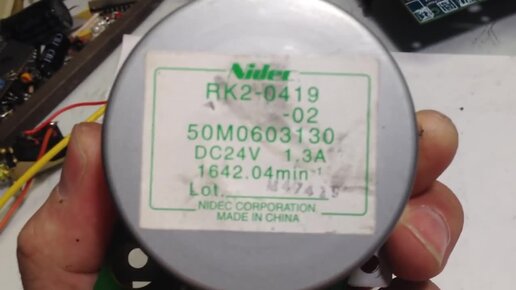 Nidec
RK2-0419
-02
50M0603130
DC24V 1.3A
1642.04min⁻¹
Lot.
NIDEC CORPORATION
MADE IN CHINA